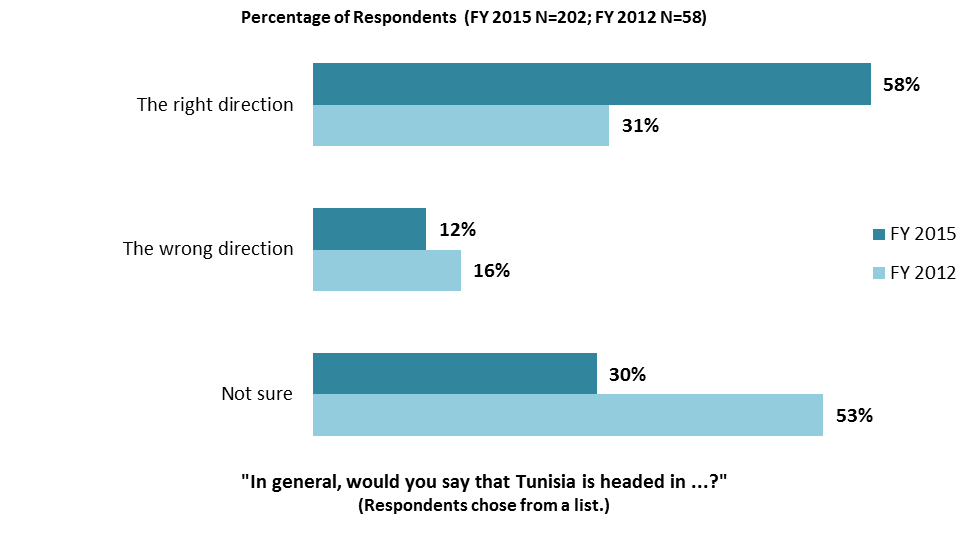 Percentage of Respondents (FY 2015 N=202; FY 2012 N=58)
The right direction
58%
31%
The wrong direction
12%
16%
FY 2015
FY 2012
Not sure
30%
53%
"In general, would you say that Tunisia is headed in ...?"
(Respondents chose from a list.)